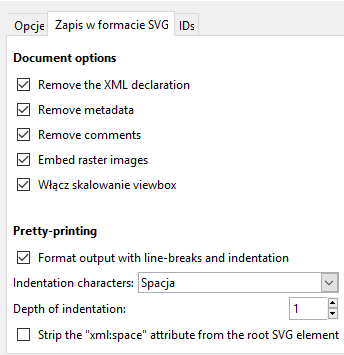 Opcje Zapis w formacie SVG IDs
Document options
Remove the XML declaration
Remove metadata
Remove comments
Embed raster images
Włącz skalowanie viewbox
Pretty-printing
Format output with line-breaks and indentation
Indentation characters: Spacja
Depth of indentation: 1
Strip the "xml:space" attribute from the root SVG element